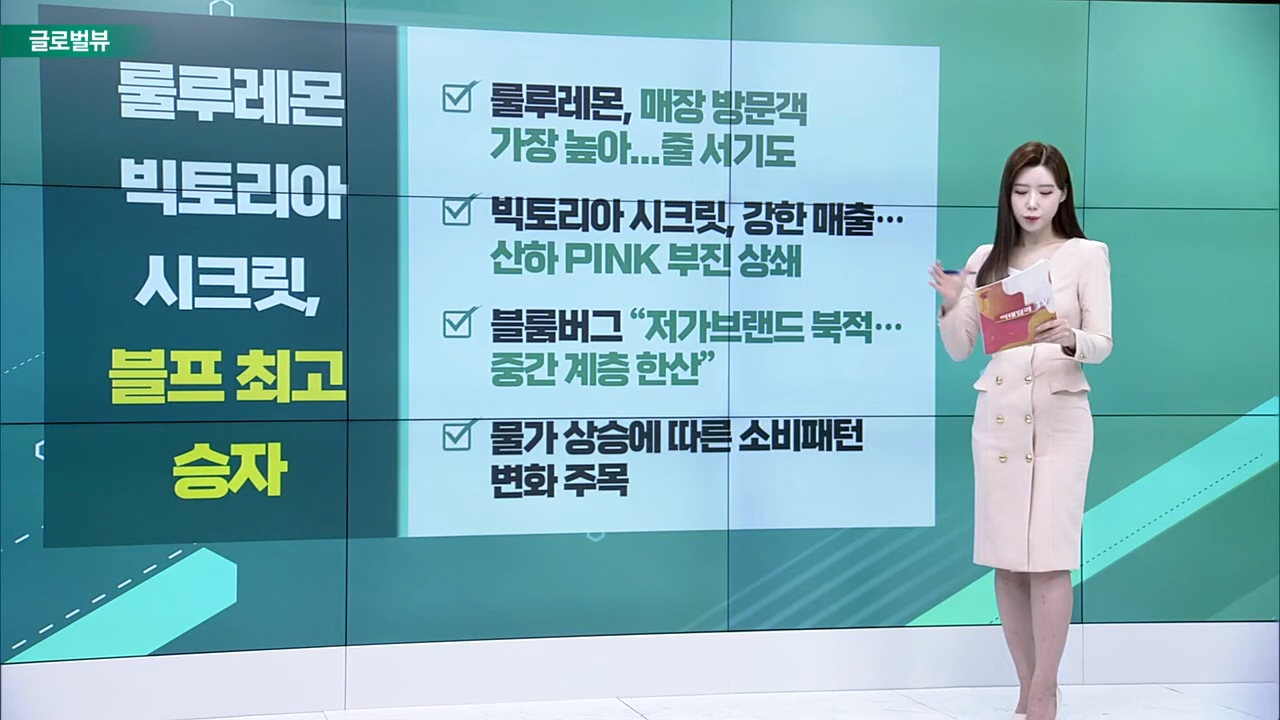 글로벌뷰
룰루레몬
빅토리아
시크릿,
블프 최고
승자
룰루레몬, 매장 방문객
가장 높아...줄 서기도
빅토리아 시크릿, 강한 매출…
산하 PINK 부진 상쇄
블룸버그 “저가브랜드 북적…
중간 계층 한산”
물가 상승에 따른 소비패턴
변화 주목